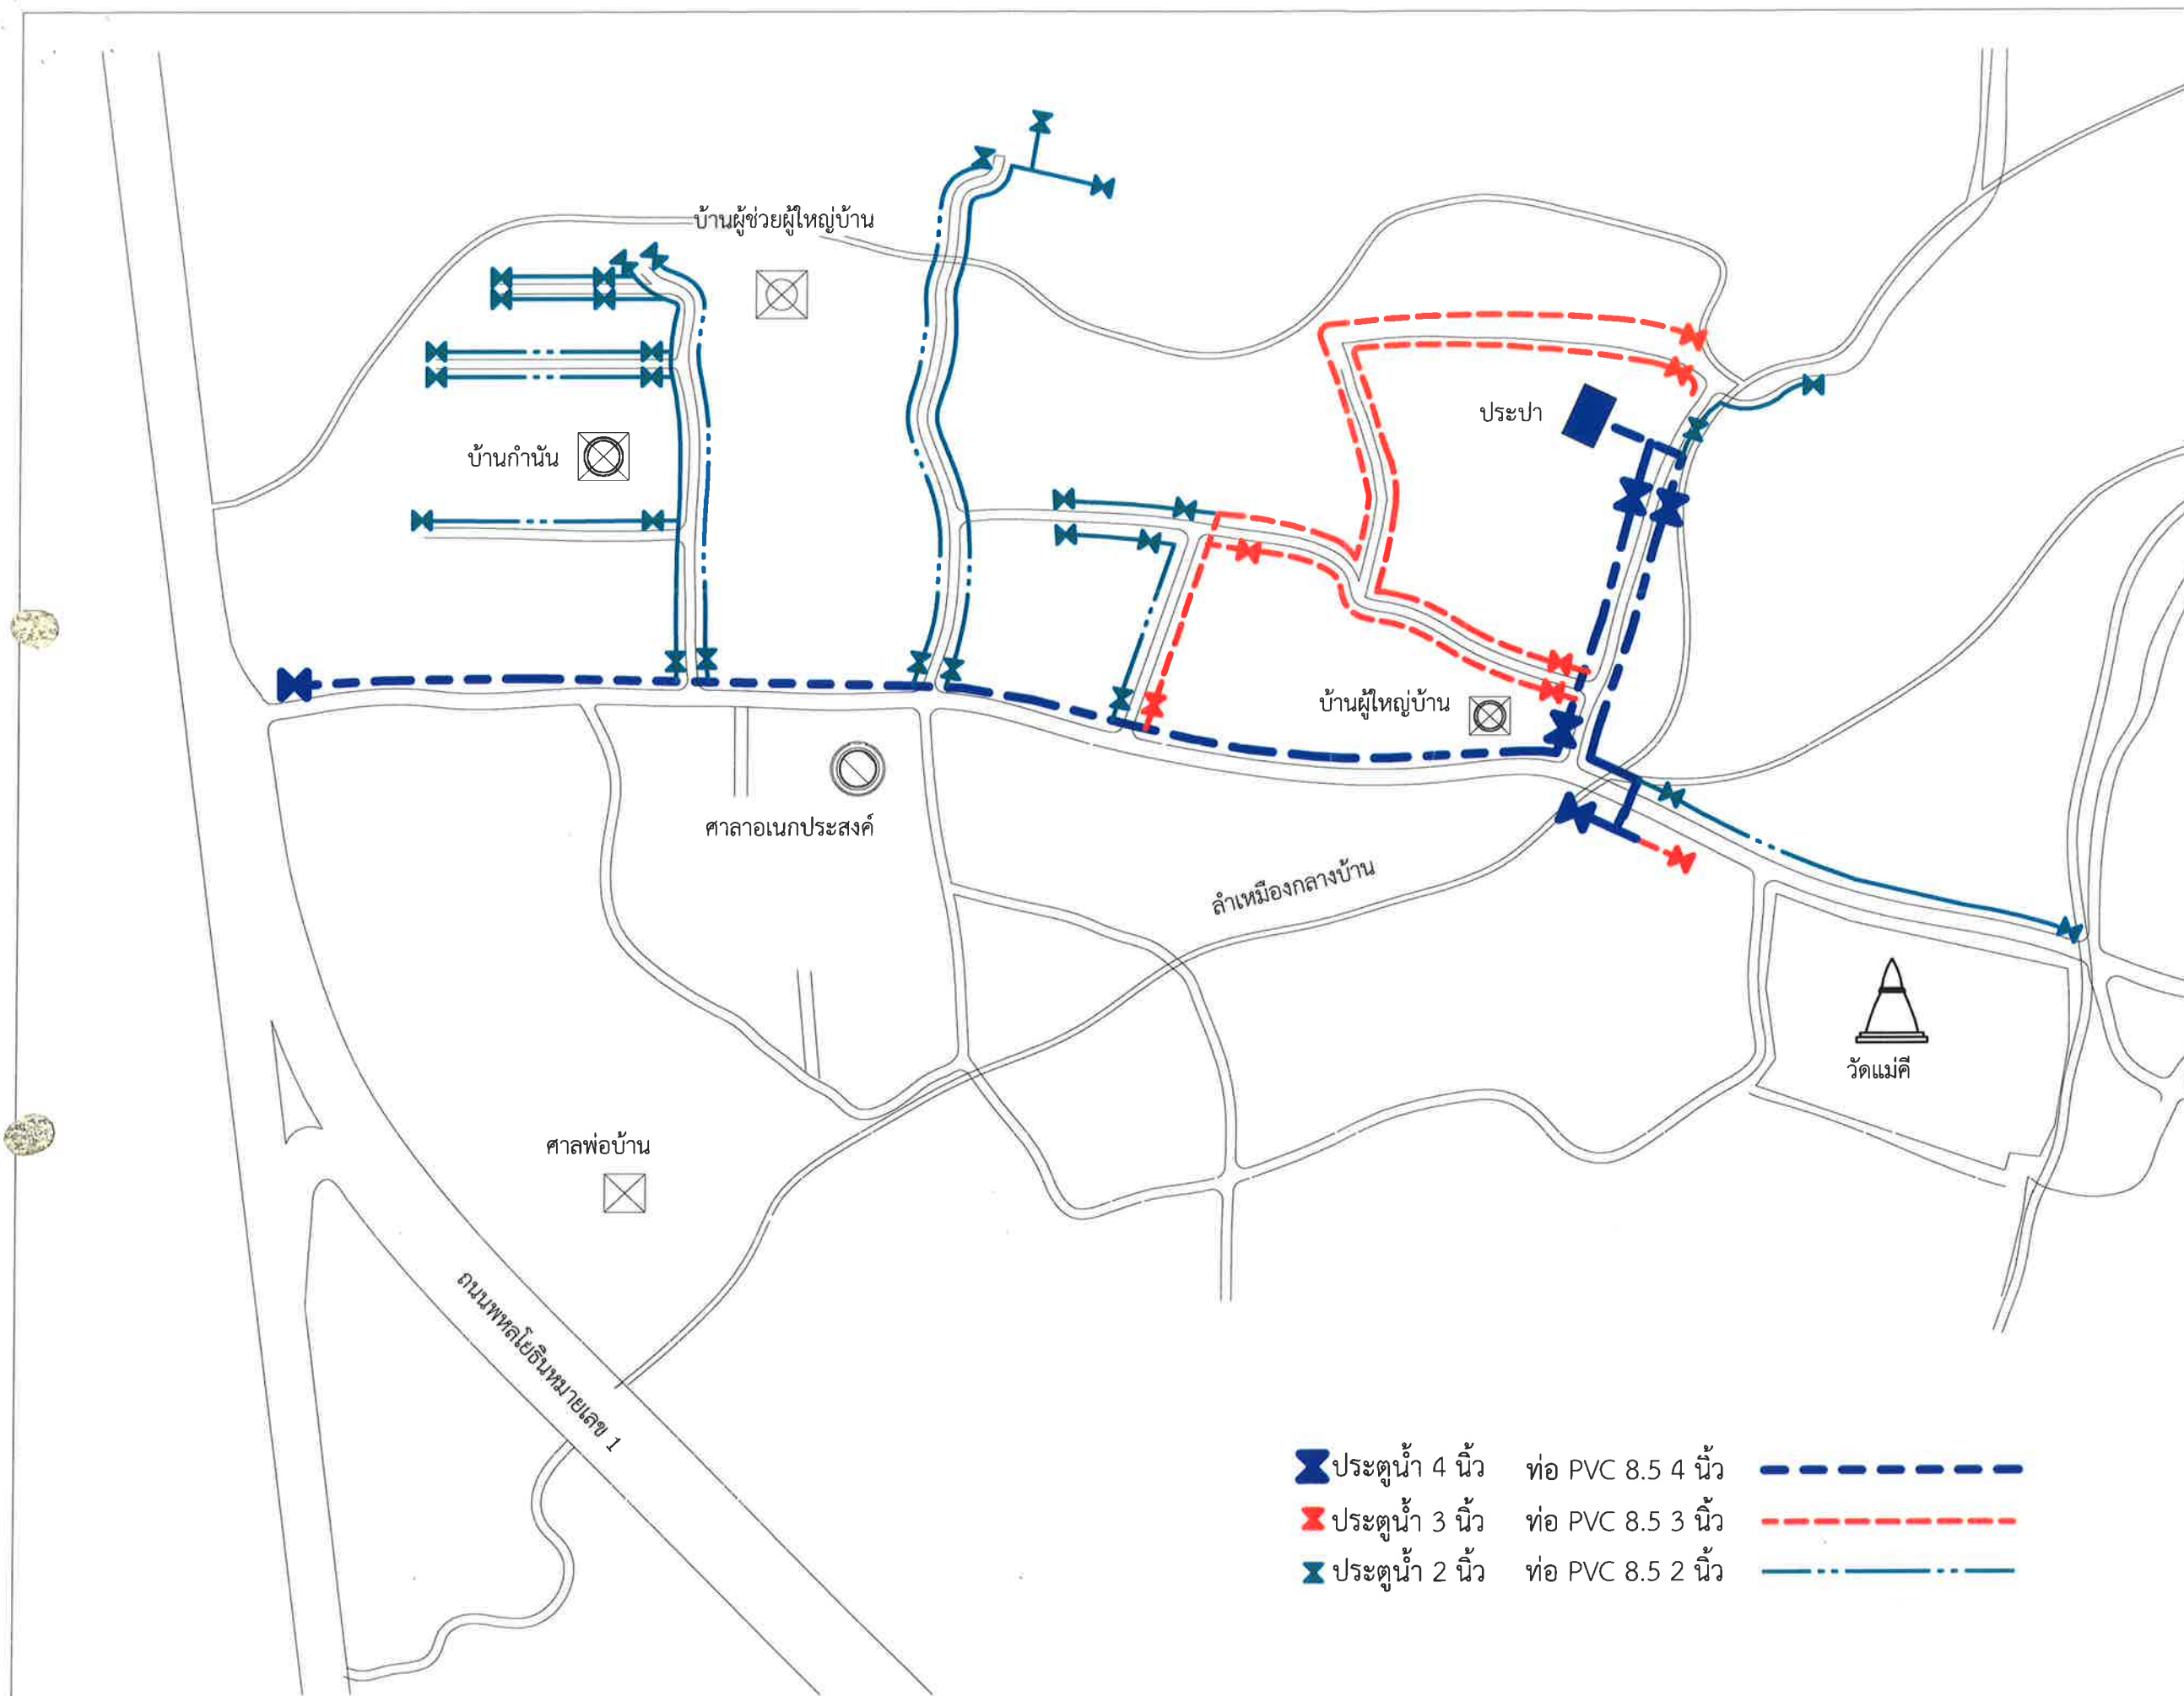 บ้านผู้ช่วยผู้ใหญ่บ้าน
ประปา
บ้านกำนัน
บ้านผู้ใหญ่บ้าน
ศาลาอเนกประสงค์
ลำเหมืองกลางบ้าน
วัดแม่คี
ศาลพ่อบ้าน
ถนนพหลโยธินหมายเลข 1
ประตูน้ำ 4 นิ้ว ท่อ PVC 8.5 4 นิ้ว
ประตูน้ำ 3 นิ้ว ท่อ PVC 8.5 3 นิ้ว
ประตูน้ำ 2 นิ้ว ท่อ PVC 8.5 2 นิ้ว